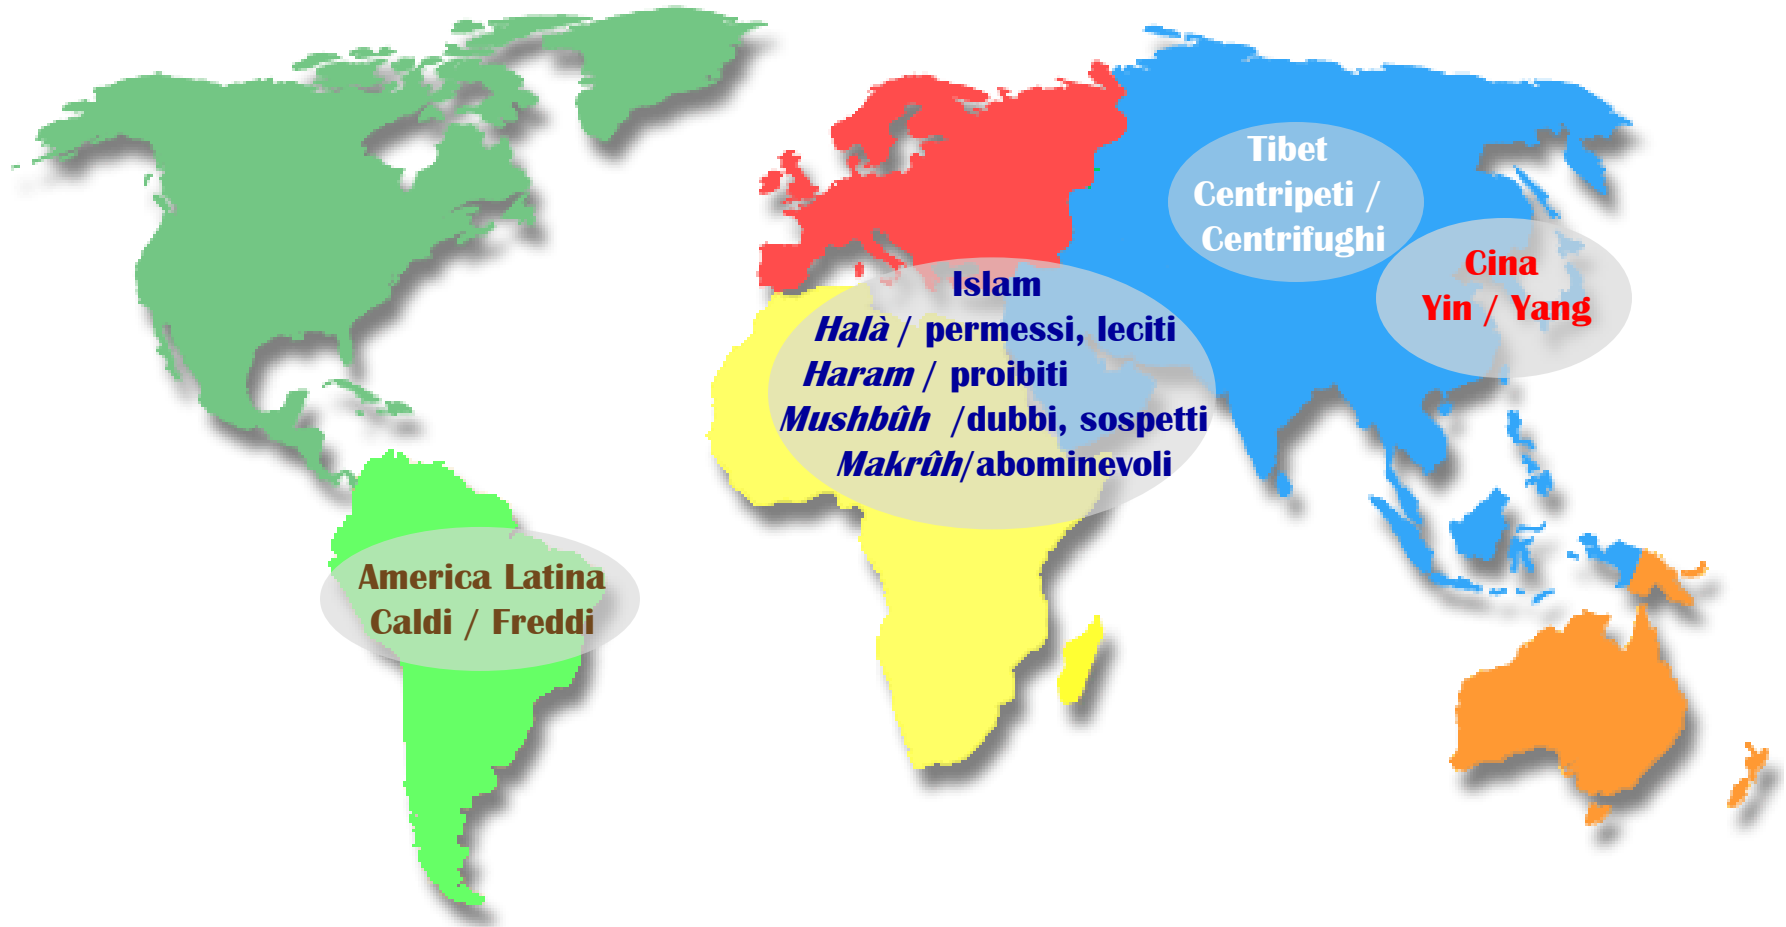 Tibet
Centripeti /
Centrifughi
Cina
Yin / Yang
Islam
Halà / permessi, leciti
Haram / proibiti
Mushbûh /dubbi, sospetti
Makrûh/abominevoli
America Latina
Caldi / Freddi